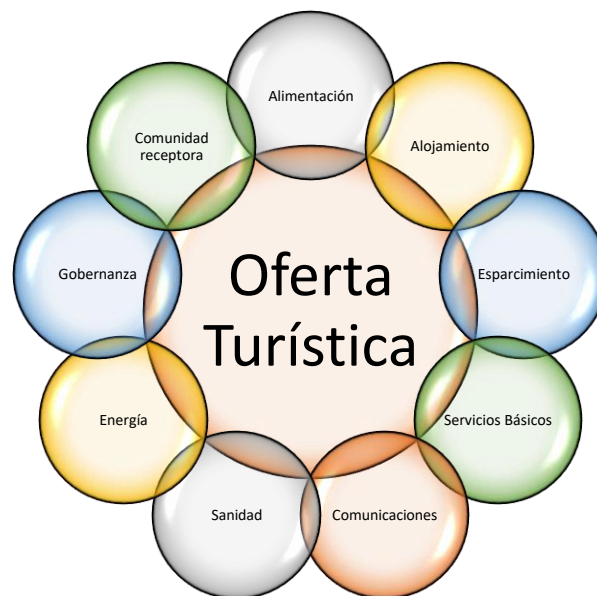 Alimentación
Alojamiento
Esparcimiento
Servicios Básicos
Comunicaciones
Sanidad
Energía
Gobernanza
Comunidad
receptora
Oferta
Turística